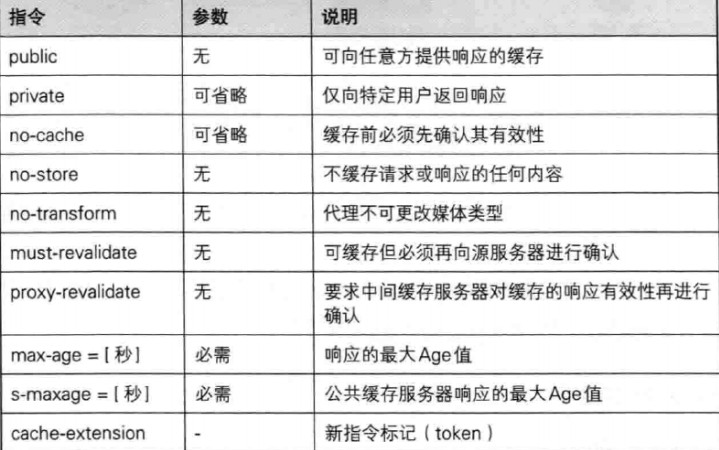 指令 参数 说明
public 无 可向任意方提供响应的缓存
private 可省略 仅向特定用户返回响应
no-cache 可省略 缓存前必须先确认其有效性
no-store 无 不缓存请求或响应的任何内容
no-transform 无 代理不可更改媒体类型
must-revalidate 无 可缓存但必须再向源服务器进行确认
proxy-revalidate 无 要求中间缓存服务器对缓存的响应有效性再进行
确认
max-age = [ 秒] 必需 响应的最大Age值
s-maxage = [ 秒] 必需 公共缓存服务器响应的最大Age值
cache-extension - 新指令标记（token）